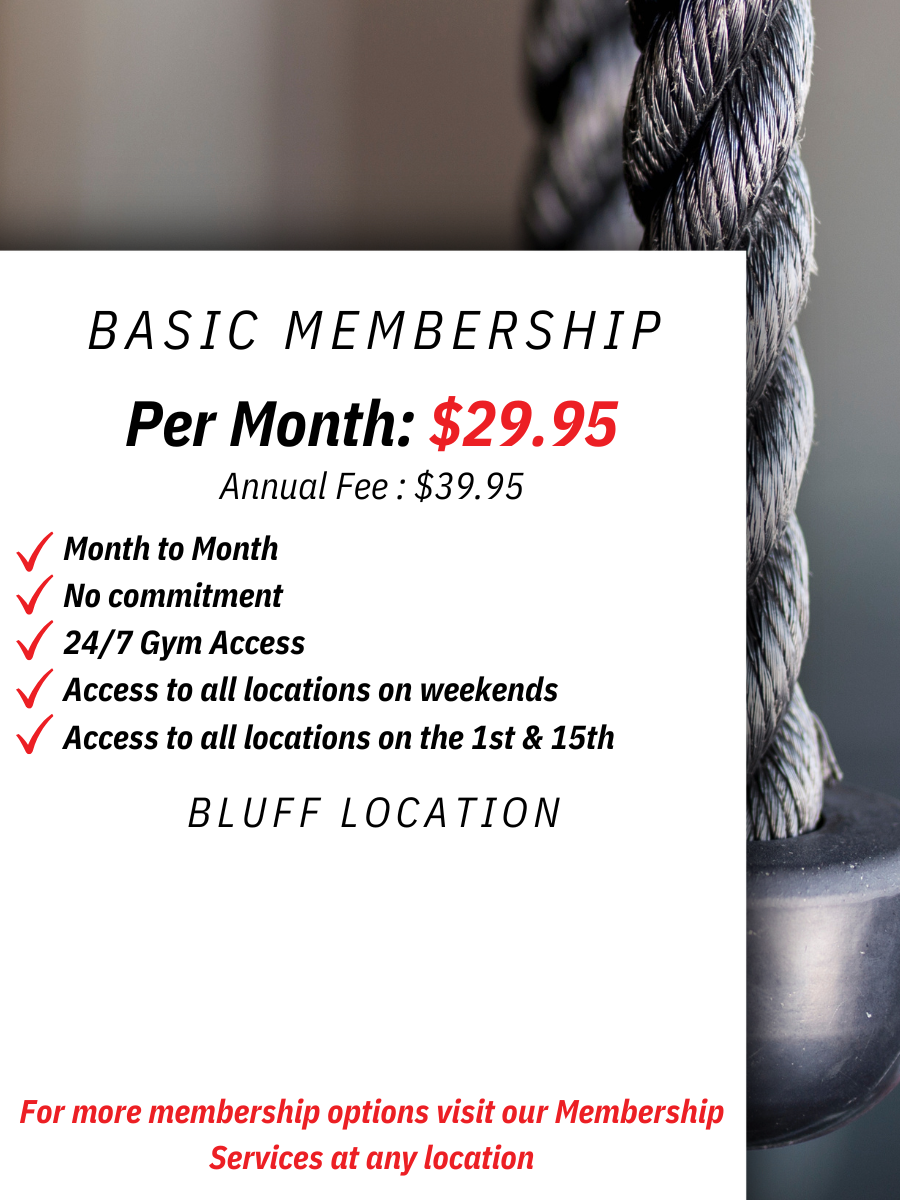 BASIC MEMBERSHIP
Per Month: $29.95
Annual Fee : $39.95
Month to Month
No commitment
24/7 Gym Access
Access to all locations on weekends
Access to all locations on the 1st & 15th
BLUFF LOCATION
For more membership options visit our Membership
Services at any location